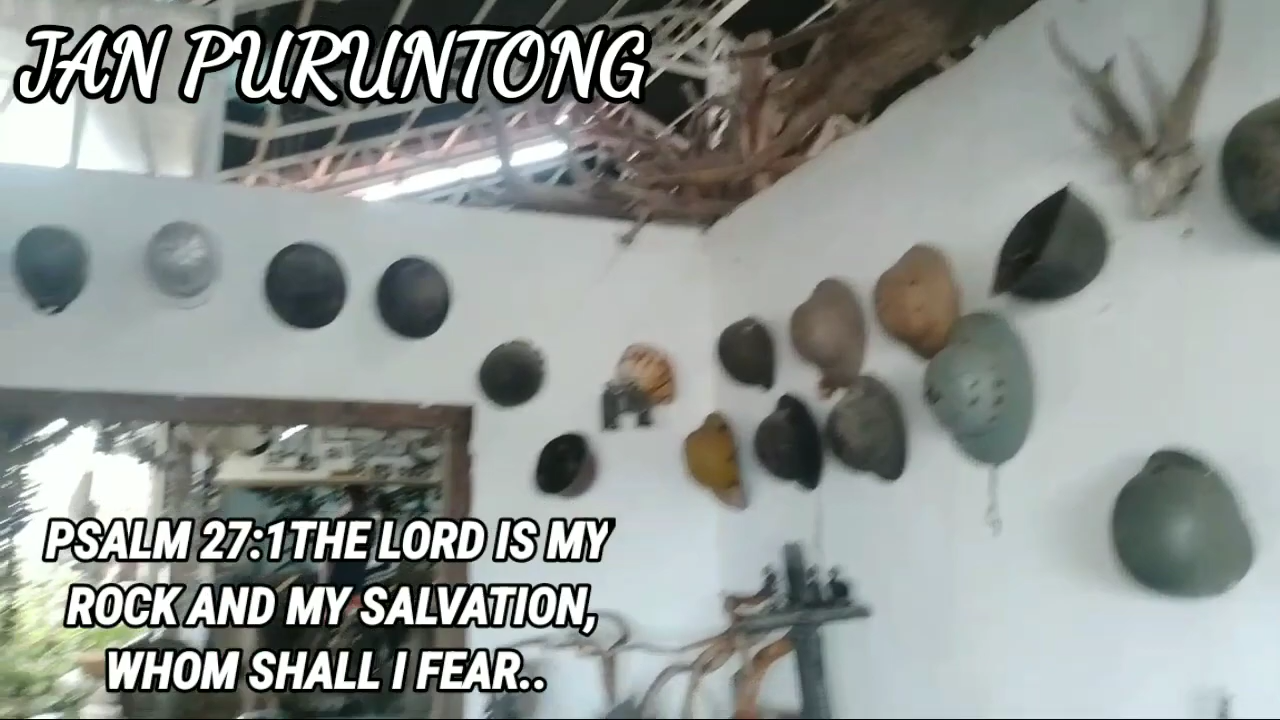 JAN PURUNTONG
PSALM 27:1THE LORD IS MY
ROCK AND MY SALVATION,
WHOM SHALL I FEAR..